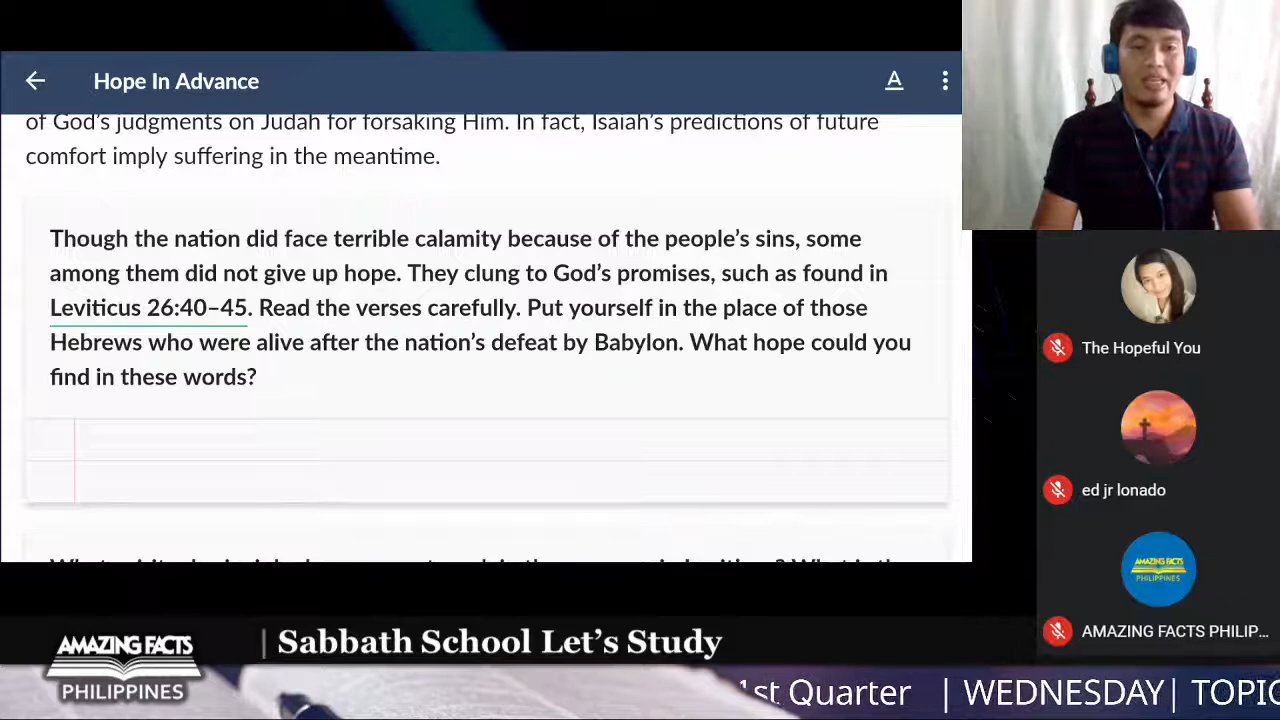 Hope In Advance
A
of God's judgments on Judah for forsaking Him. In fact, Isaiah's predictions of future
comfort imply suffering in the meantime.
Though the nation did face terrible calamity because of the people's sins, some
among them did not give up hope. They clung to God's promises, such as found in
Leviticus 26:40–45. Read the verses carefully. Put yourself in the place of those
Hebrews who were alive after the nation's defeat by Babylon. What hope could you
find in these words?
The Hopeful You
ed jr lonado
AMAZING FACTS
PHILIPPINES
AMAZING FACTS PHILIP...
AMAZING FACTS
PHILIPPINES
| Sabbath School Let's Study
1st Quarter | WEDNESDAY | TOPIC